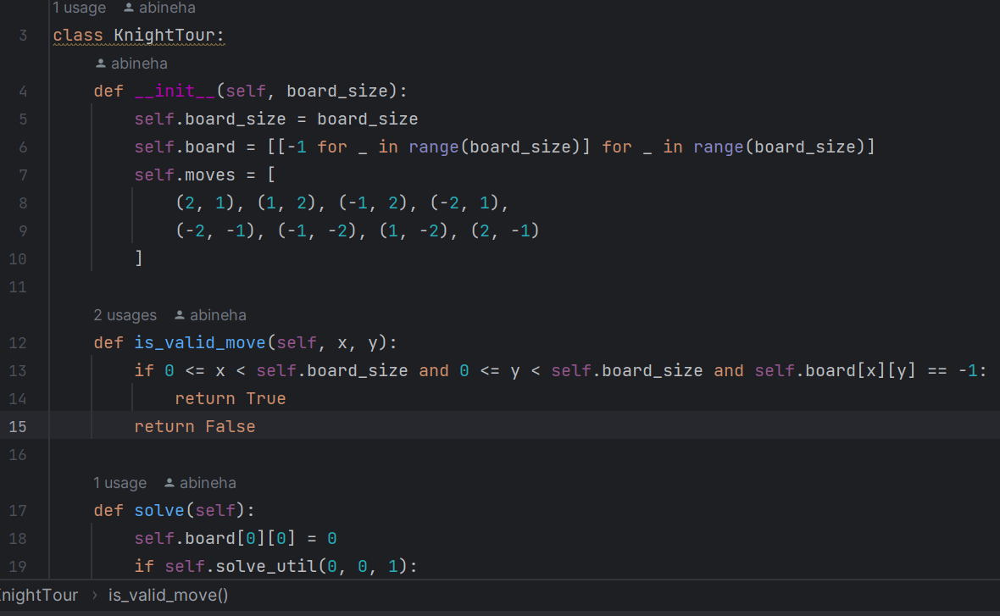 1 usage abineha
3 class KnightTour:
abineha
4 def __init__(self, board_size):
5 self.board_size = board_size
6 self.board = [[-1 for _ in range(board_size)] for _ in range(board_size)]
7 self.moves = [
8 (2, 1), (1, 2), (-1, 2), (-2, 1),
9 (-2, -1), (-1, -2), (1, -2), (2, -1)
10 ]
11
2 usages abineha
12 def is_valid_move(self, x, y):
13 if 0 <= x < self.board_size and 0 <= y < self.board_size and self.board[x][y] == -1:
14 return True
15 return False
16
1 usage abineha
17 def solve(self):
18 self.board[0][0] = 0
19 if self.solve_util(0, 0, 1):
KnightTour › is_valid_move()